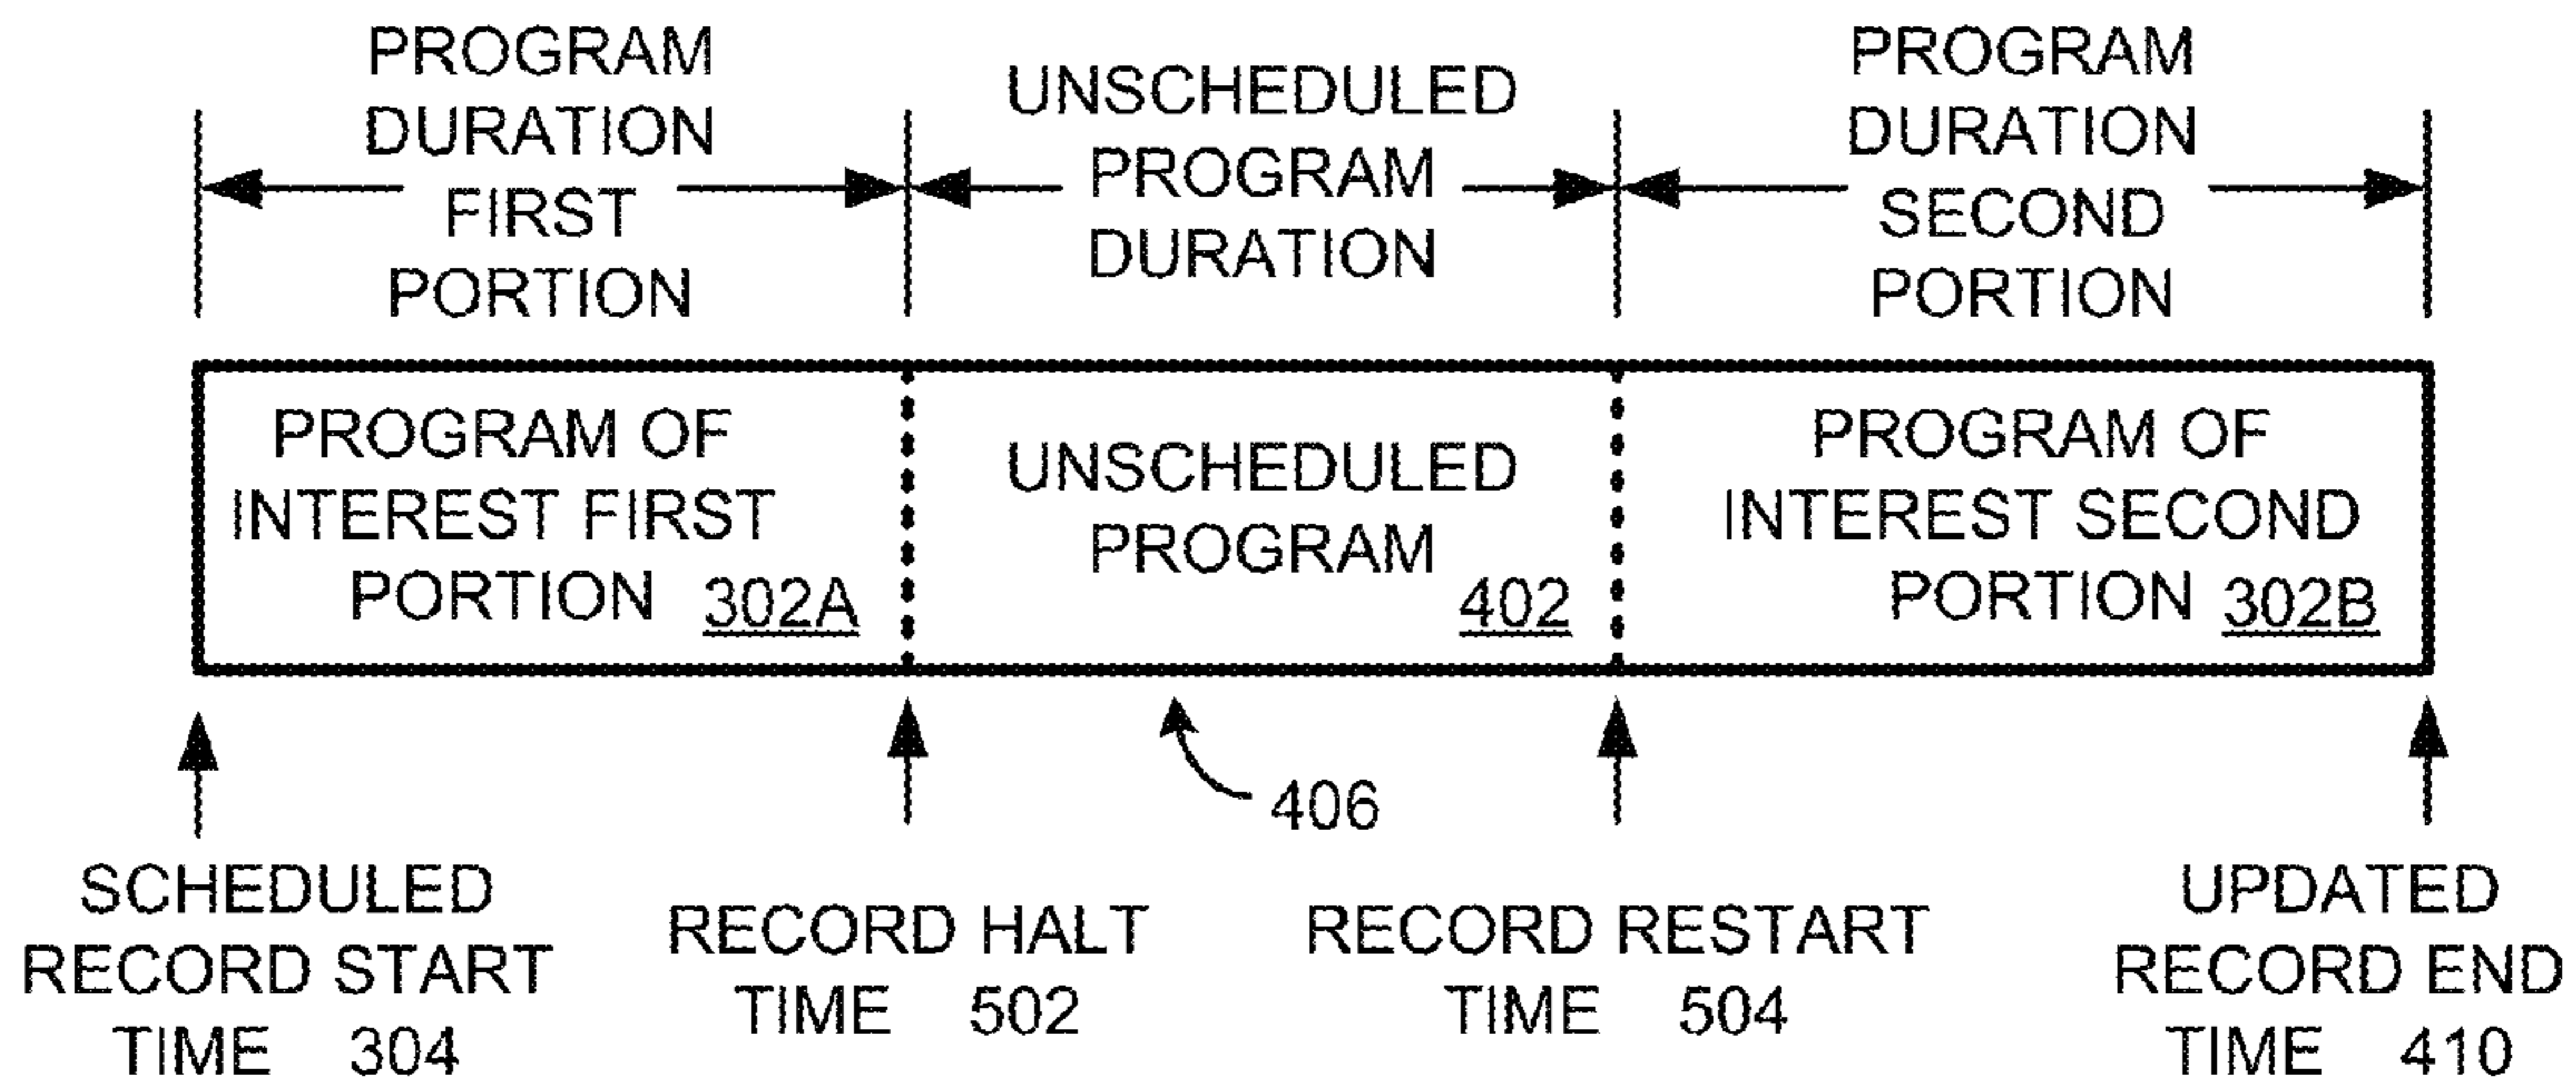 PROGRAM
DURATION
FIRST
PORTION
UNSCHEDULED
PROGRAM
DURATION
PROGRAM
DURATION
SECOND
PORTION
PROGRAM OF
INTEREST FIRST
PORTION 302A
UNSCHEDULED
PROGRAM
402
PROGRAM OF
INTEREST SECOND
PORTION 302B
406
SCHEDULED
RECORD START
TIME 304
RECORD HALT
TIME 502
RECORD RESTART
TIME 504
UPDATED
RECORD END
TIME 410